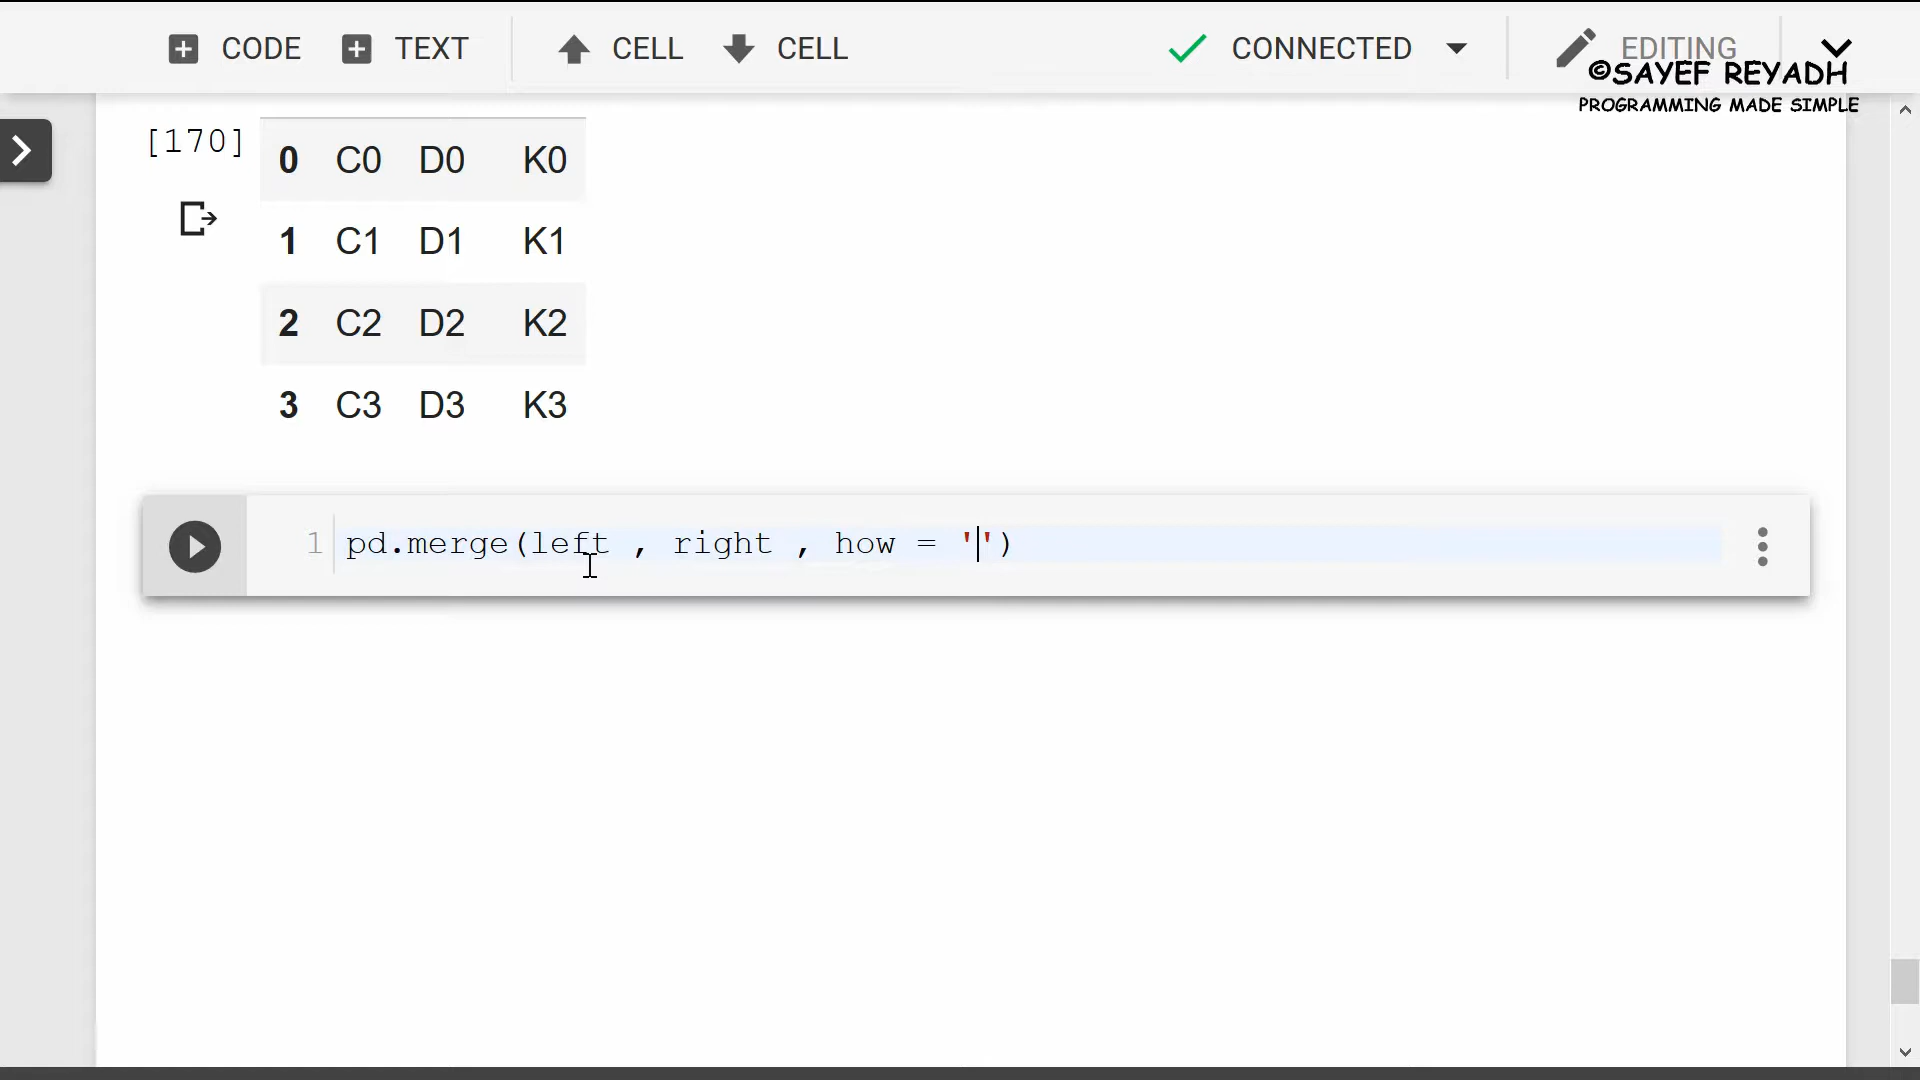 CODE TEXT CELL CELL CONNECTED EDITING
©SAYEF REYADH
PROGRAMMING MADE SIMPLE
[170]
0 C0 D0 K0
1 C1 D1 K1
2 C2 D2 K2
3 C3 D3 K3
1 pd.merge(left , right , how = '')